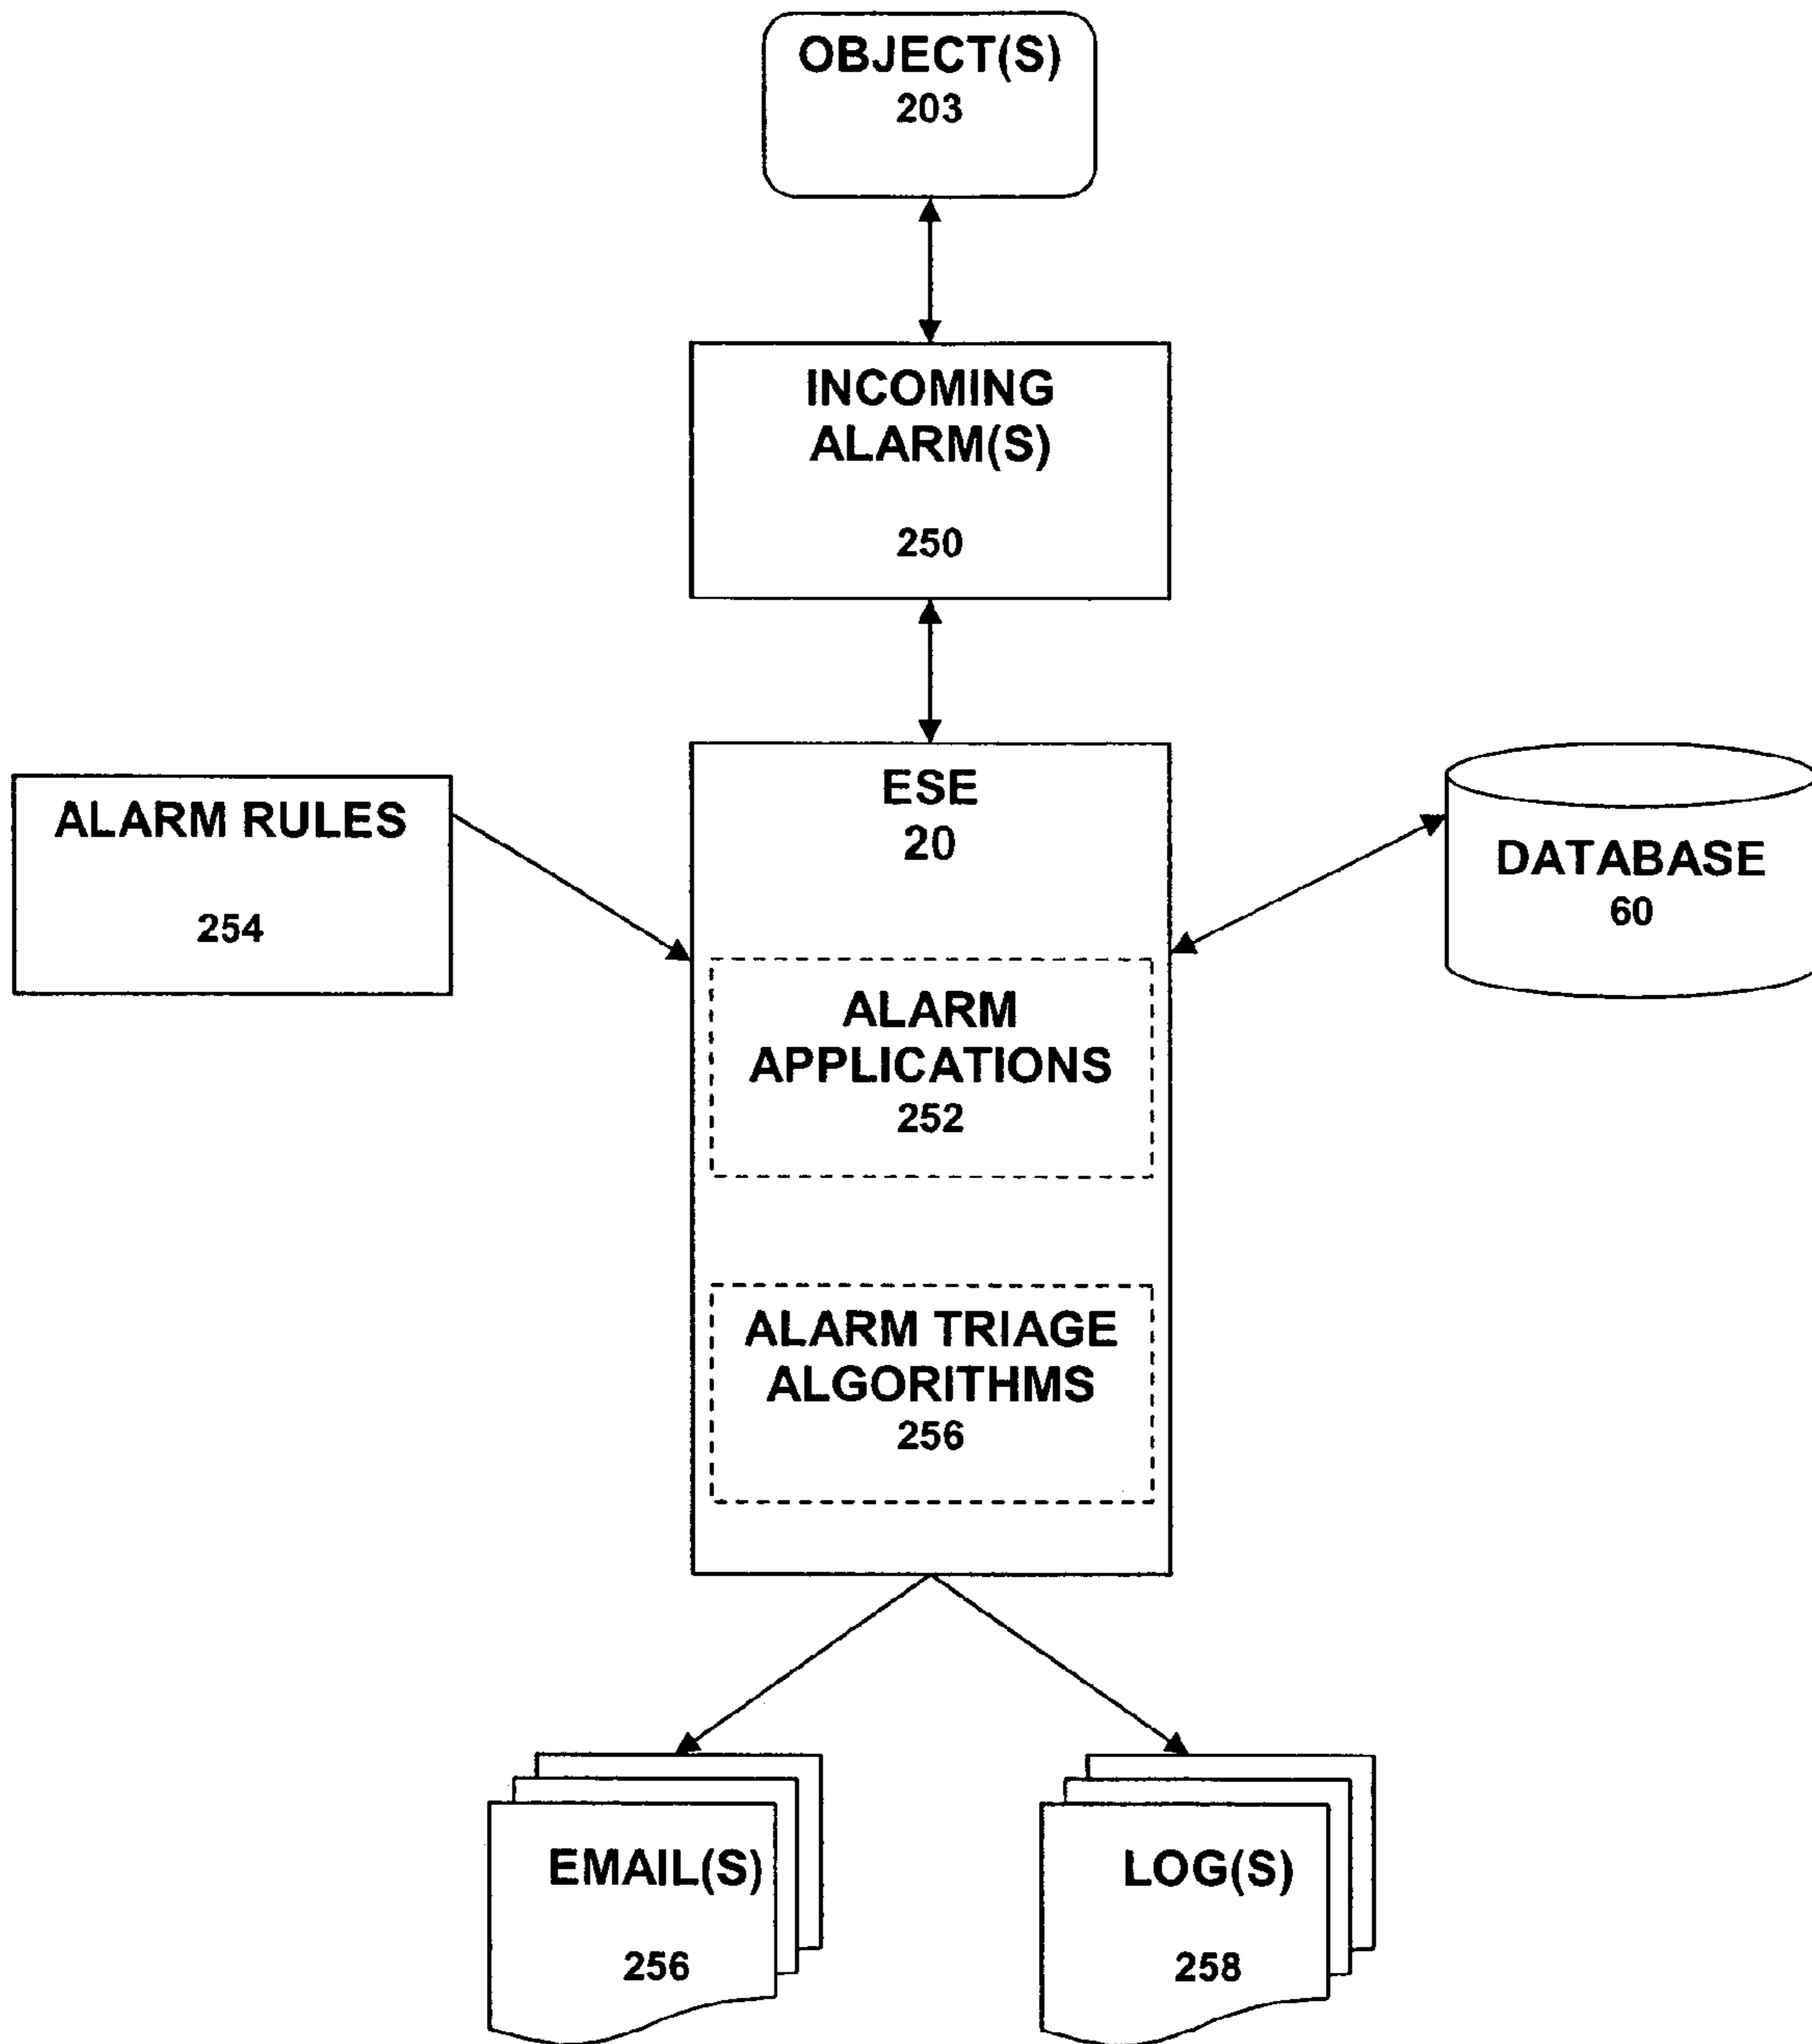 OBJECT(S)
203
INCOMING
ALARM(S)
250
ALARM RULES
254
ESE
20
DATABASE
60
ALARM
APPLICATIONS
252
ALARM TRIAGE
ALGORITHMS
256
EMAIL(S)
256
LOG(S)
258